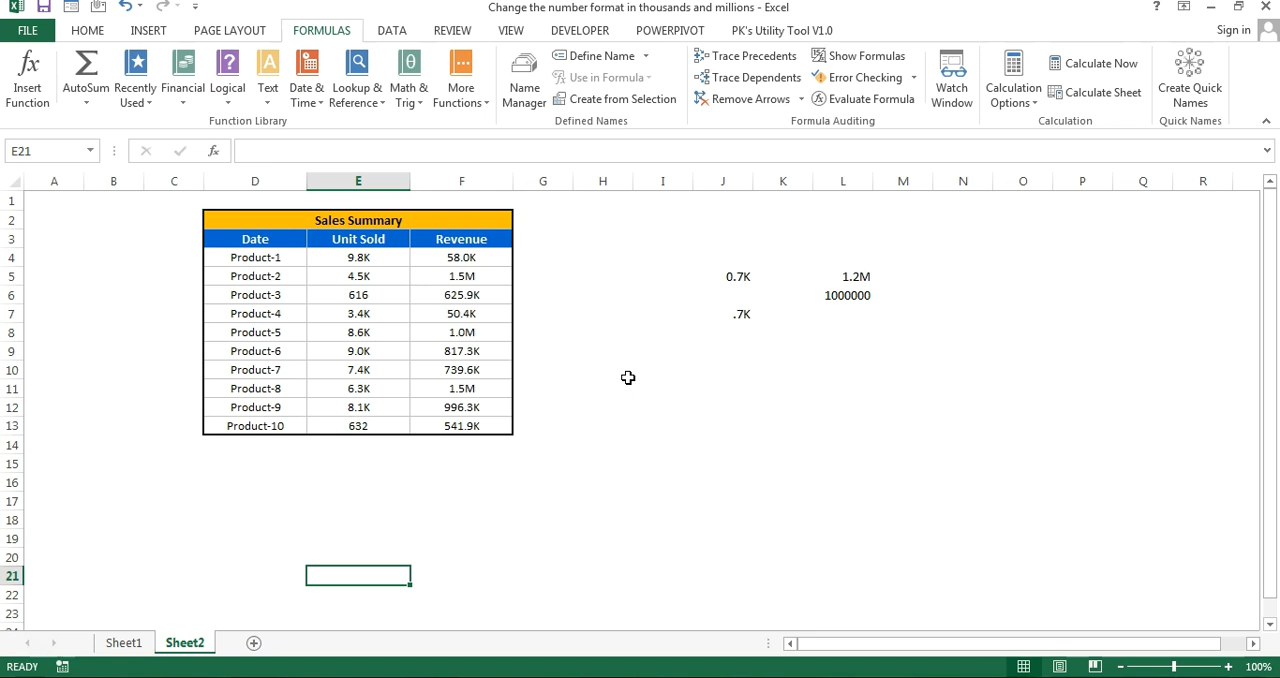 Change the number format in thousands and millions - Excel
?
FILE HOME INSERT PAGE LAYOUT FORMULAS DATA REVIEW VIEW DEVELOPER POWERPIVOT PK's Utility Tool V1.0 Sign in
fx Insert Function
Σ AutoSum
Recently Used
Financial
Logical
Text
Date & Time
Lookup & Reference
Math & Trig
More Functions
Function Library
Name Manager
Define Name
Use in Formula
Create from Selection
Defined Names
Trace Precedents
Trace Dependents
Remove Arrows
Show Formulas
Error Checking
Evaluate Formula
Formula Auditing
Watch Window
Calculation Options
Calculate Now
Calculate Sheet
Calculation
Create Quick Names
Quick Names
E21 fx
A B C D E F G H I J K L M N O P Q R
1
2 Sales Summary
3 Date Unit Sold Revenue
4 Product-1 9.8K 58.0K
5 Product-2 4.5K 1.5M 0.7K 1.2M
6 Product-3 616 625.9K 1000000
7 Product-4 3.4K 50.4K .7K
8 Product-5 8.6K 1.0M
9 Product-6 9.0K 817.3K
10 Product-7 7.4K 739.6K
11 Product-8 6.3K 1.5M
12 Product-9 8.1K 996.3K
13 Product-10 632 541.9K
14
15
16
17
18
19
20
21
22
23
Sheet1 Sheet2
READY 100%